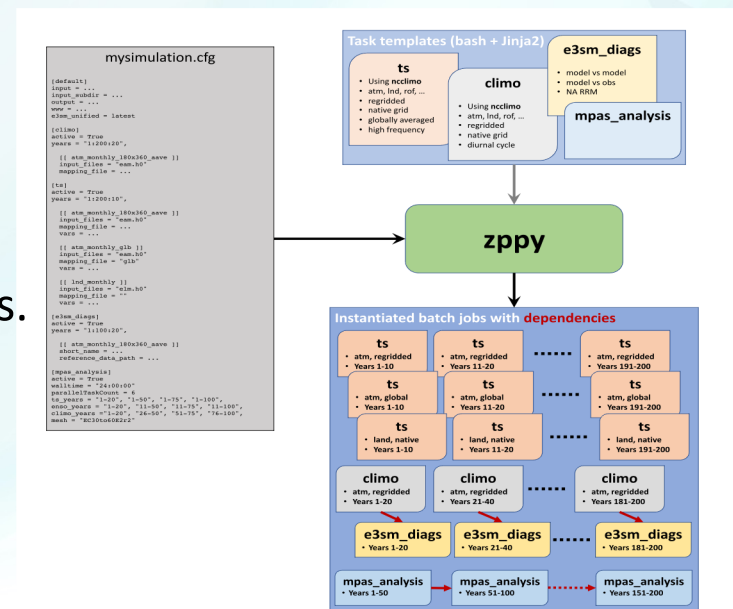 mysimulation.cfg
[default]
input = ...
input_subdir = ...
output = ...
www = ...
e3sm_unified = latest
[climo]
active = True
years = "1:200:20",
[[ atm_monthly_180x360_aave ]]
input_files = "eam.h0"
mapping_file = ...
[ts]
active = True
years = "1:200:10",
[[ atm_monthly_180x360_aave ]]
input_files = "eam.h0"
mapping_file = ...
vars = ...
[[ atm_monthly_glb ]]
input_files = "eam.h0"
mapping_file = "glb"
vars = ...
[[ lnd_monthly ]]
input_files = "elm.h0"
mapping_file = ""
vars = ...
[e3sm_diags]
active = True
years = "1:100:20",
[[ atm_monthly_180x360_aave ]]
short_name = ...
reference_data_path = ...
[mpas_analysis]
active = True
walltime = "24:00:00"
parallelTaskCount = 6
ts_years = "1-20", "1-50", "1-75", "1-100",
enso_years = "1-20", "11-50", "11-75", "11-100",
climo_years ="1-20", "26-50", "51-75", "76-100",
mesh = "EC30to60E2r2"
s.
Task templates (bash + Jinja2)
ts
• Using ncclimo
• atm, lnd, rof, ...
• regridded
• native grid
• globally averaged
• high frequency
climo
• Using ncclimo
• atm, lnd, rof, ...
• regridded
• native grid
• diurnal cycle
e3sm_diags
• model vs model
• model vs obs
• NA RRM
mpas_analysis
zppy
Instantiated batch jobs with dependencies
ts
• atm, regridded
• Years 1-10
ts
• atm, regridded
• Years 11-20
ts
• atm, regridded
• Years 191-200
ts
• atm, global
• Years 1-10
ts
• atm, global
• Years 11-20
ts
• atm, global
• Years 191-200
ts
• land, native
• Years 1-10
ts
• land, native
• Years 11-20
ts
• land, native
• Years 191-200
climo
• atm, regridded
• Years 1-20
climo
• atm, regridded
• Years 21-40
climo
• atm, regridded
• Years 181-200
e3sm_diags
• Years 1-20
e3sm_diags
• Years 21-40
e3sm_diags
• Years 181-200
mpas_analysis
• Years 1-50
mpas_analysis
• Years 51-100
mpas_analysis
• Years 151-200